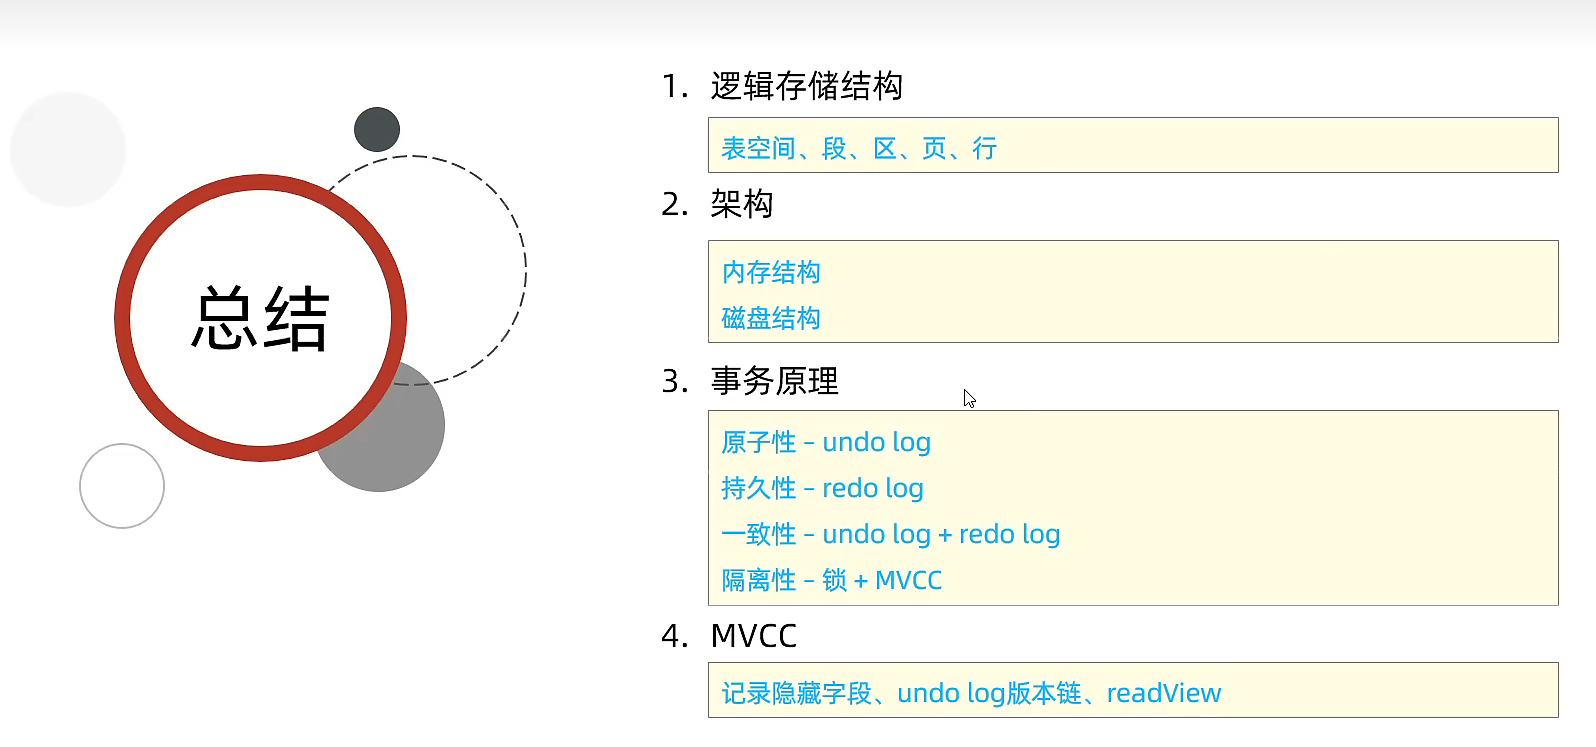 总结
1. 逻辑存储结构
表空间、段、区、页、行
2. 架构
内存结构
磁盘结构
3. 事务原理
原子性 – undo log
持久性 – redo log
一致性 – undo log + redo log
隔离性 – 锁 + MVCC
4. MVCC
记录隐藏字段、undo log版本链、readView